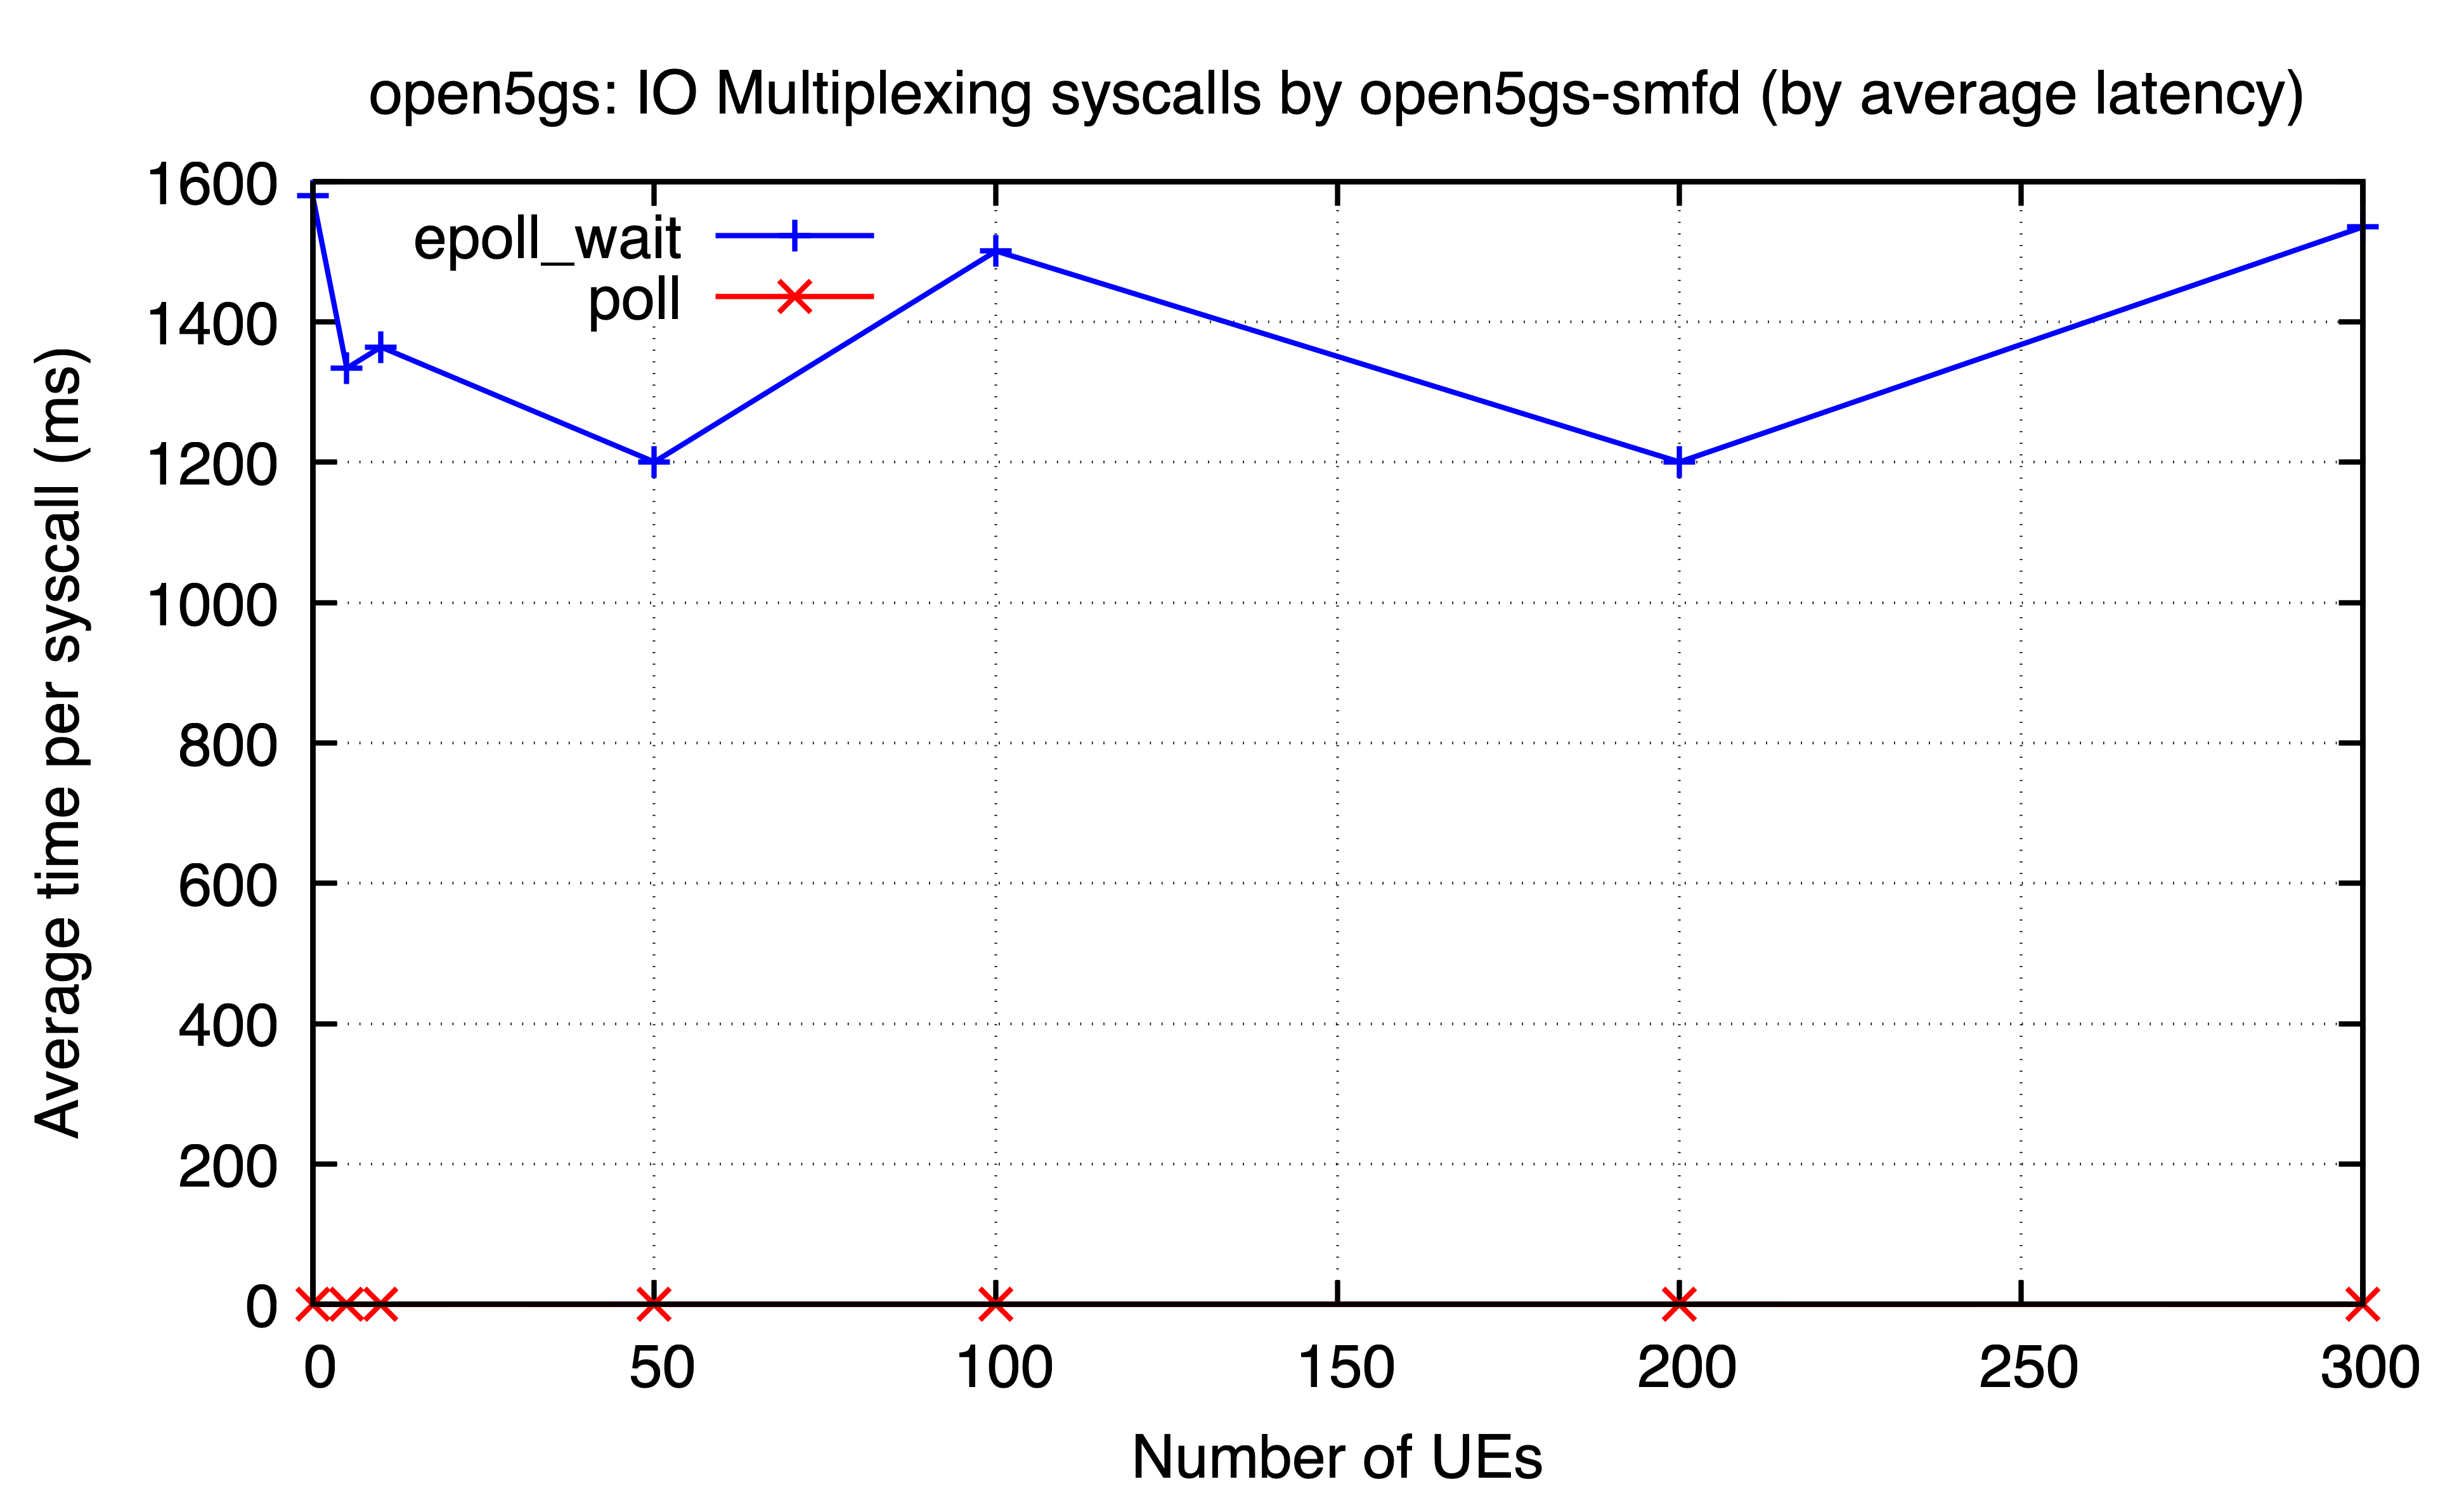 open5gs: IO Multiplexing syscalls by open5gs-smfd (by average latency)
1600
1400
1200
1000
800
600
400
200
0
Average time per syscall (ms)
epoll_wait
poll
0 50 100 150 200 250 300
Number of UEs